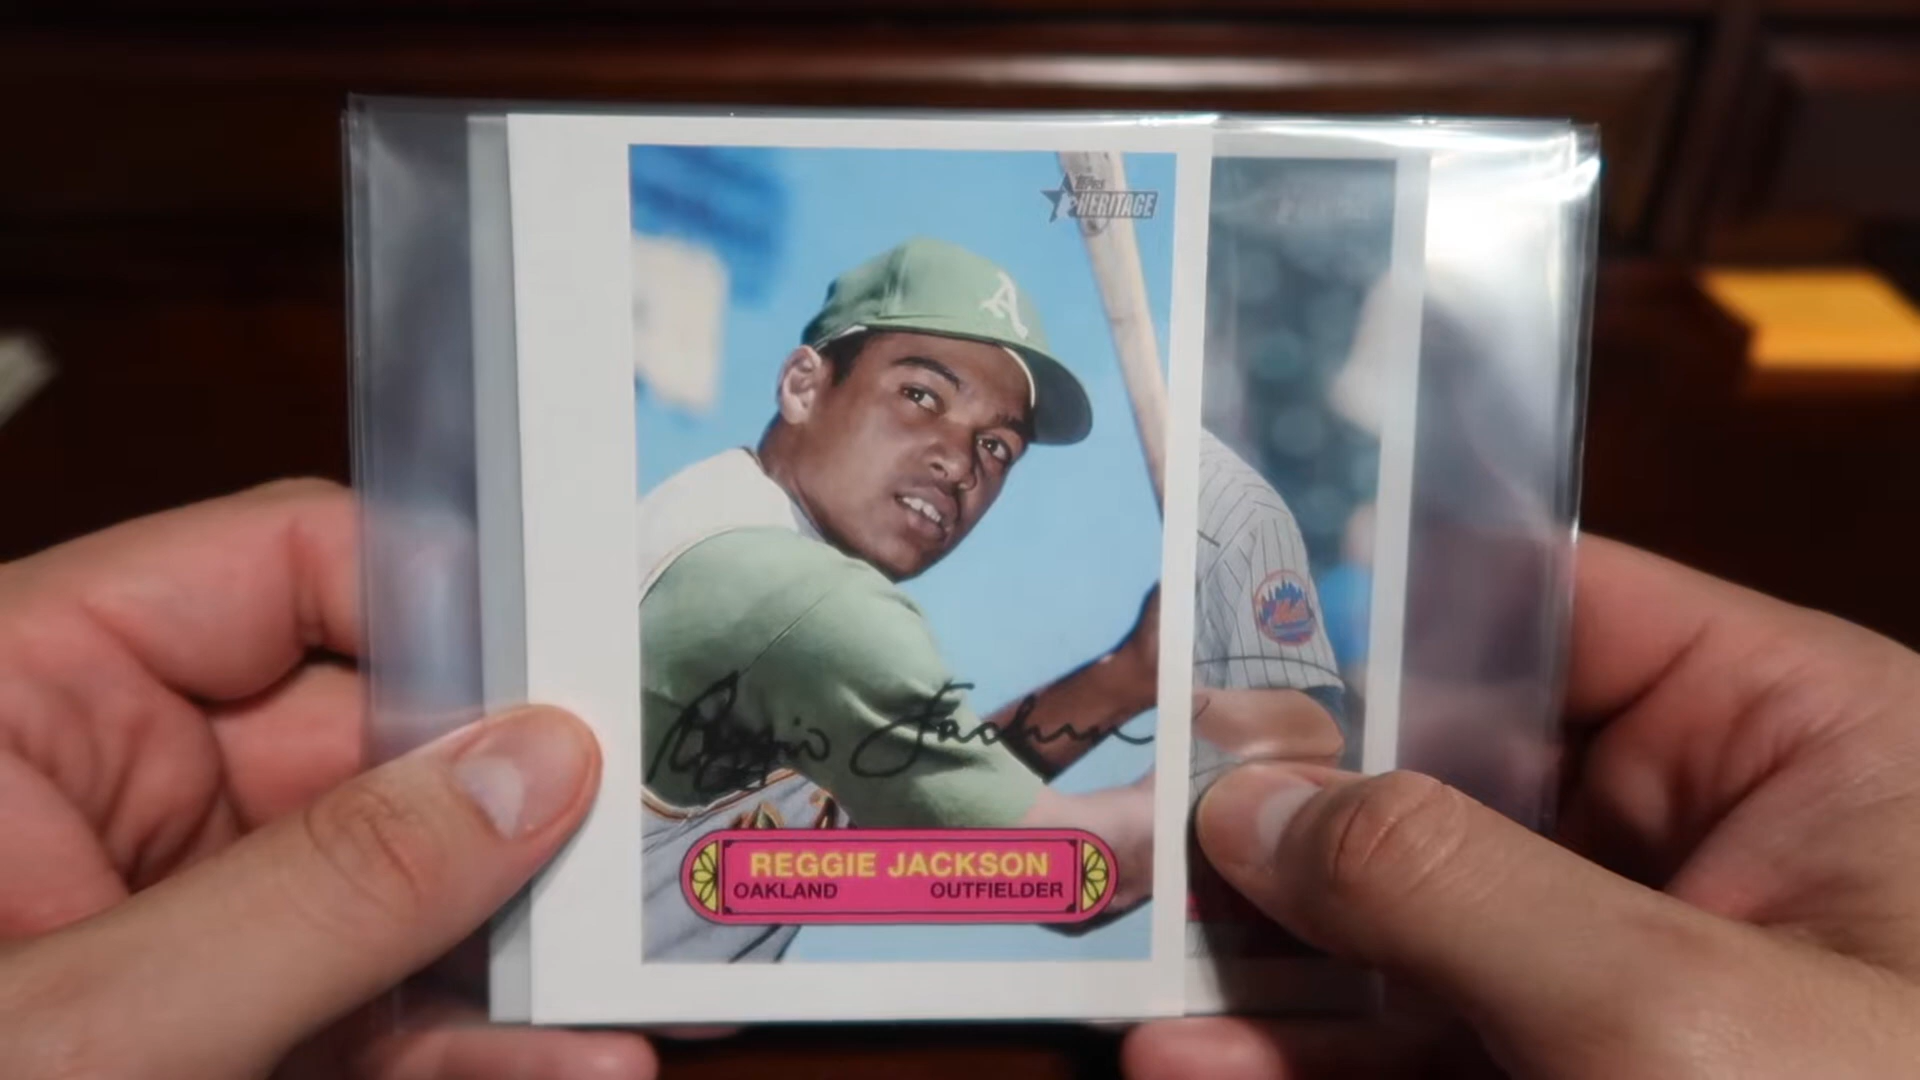 TOPPS
HERITAGE
A
Mets
Reggie Jackson
REGGIE JACKSON
OAKLAND OUTFIELDER